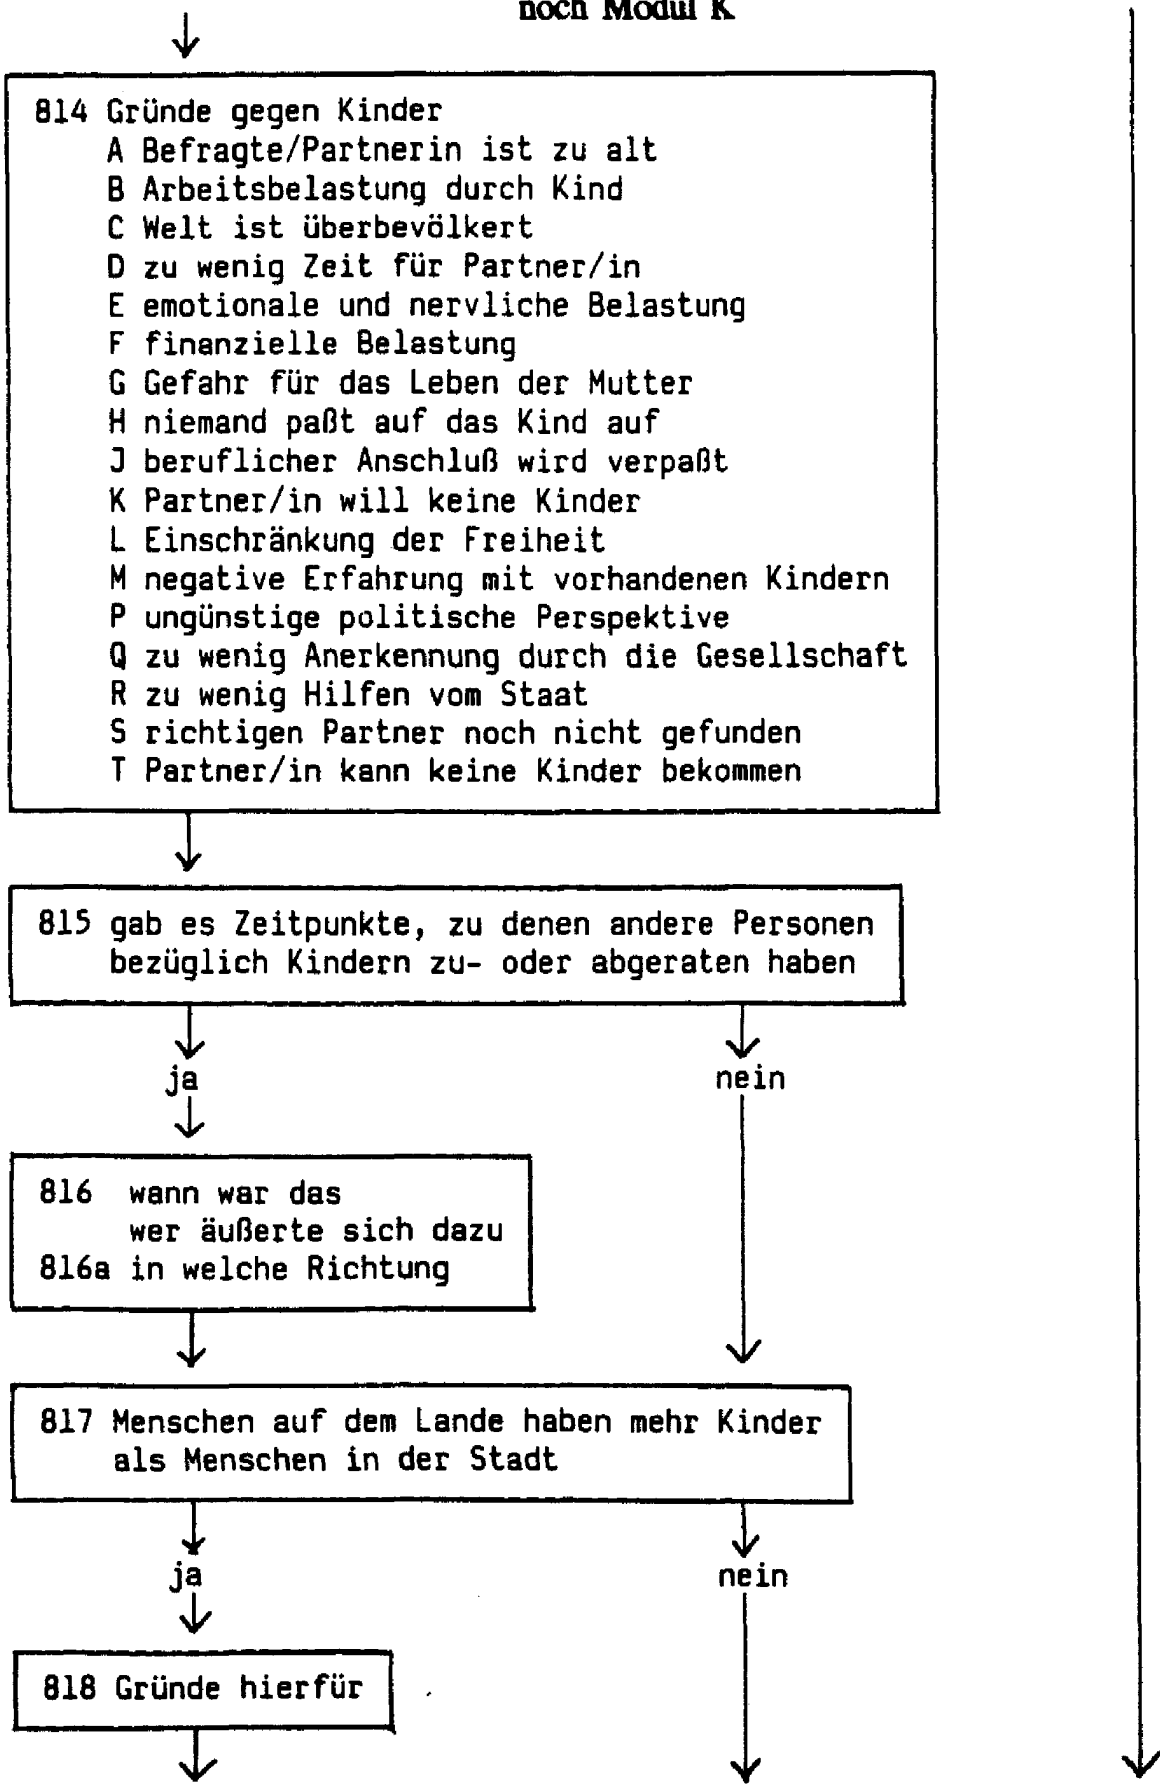 noch Modul K
814 Gründe gegen Kinder
A Befragte/Partnerin ist zu alt
B Arbeitsbelastung durch Kind
C Welt ist überbevölkert
D zu wenig Zeit für Partner/in
E emotionale und nervliche Belastung
F finanzielle Belastung
G Gefahr für das Leben der Mutter
H niemand paßt auf das Kind auf
J beruflicher Anschluß wird verpaßt
K Partner/in will keine Kinder
L Einschränkung der Freiheit
M negative Erfahrung mit vorhandenen Kindern
P ungünstige politische Perspektive
Q zu wenig Anerkennung durch die Gesellschaft
R zu wenig Hilfen vom Staat
S richtigen Partner noch nicht gefunden
T Partner/in kann keine Kinder bekommen
815 gab es Zeitpunkte, zu denen andere Personen
bezüglich Kindern zu- oder abgeraten haben
ja nein
816 wann war das
wer äußerte sich dazu
816a in welche Richtung
817 Menschen auf dem Lande haben mehr Kinder
als Menschen in der Stadt
ja nein
818 Gründe hierfür